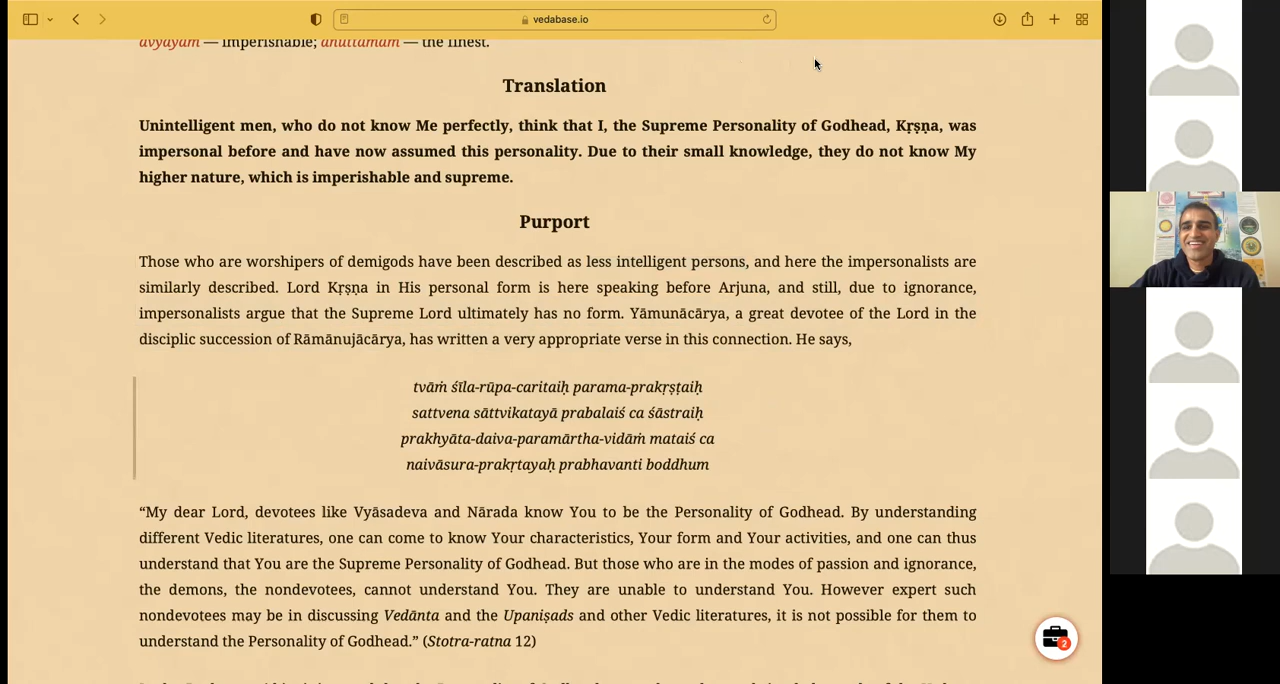 vedabase.io
avyayam — imperishable; anuttamam — the finest.
Translation
Unintelligent men, who do not know Me perfectly, think that I, the Supreme Personality of Godhead, Kṛṣṇa, was
impersonal before and have now assumed this personality. Due to their small knowledge, they do not know My
higher nature, which is imperishable and supreme.
Purport
Those who are worshipers of demigods have been described as less intelligent persons, and here the impersonalists are
similarly described. Lord Kṛṣṇa in His personal form is here speaking before Arjuna, and still, due to ignorance,
impersonalists argue that the Supreme Lord ultimately has no form. Yāmunācārya, a great devotee of the Lord in the
disciplic succession of Rāmānujācārya, has written a very appropriate verse in this connection. He says,
tvāṁ śīla-rūpa-caritaiḥ parama-prakṛṣṭaiḥ
sattvena sāttvikatayā prabalaiś ca śāstraiḥ
prakhyāta-daiva-paramārtha-vidāṁ mataiś ca
naivāsura-prakṛtayaḥ prabhavanti boddhum
“My dear Lord, devotees like Vyāsadeva and Nārada know You to be the Personality of Godhead. By understanding
different Vedic literatures, one can come to know Your characteristics, Your form and Your activities, and one can thus
understand that You are the Supreme Personality of Godhead. But those who are in the modes of passion and ignorance,
the demons, the nondevotees, cannot understand You. They are unable to understand You. However expert such
nondevotees may be in discussing Vedānta and the Upaniṣads and other Vedic literatures, it is not possible for them to
understand the Personality of Godhead.” (Stotra-ratna 12)
2